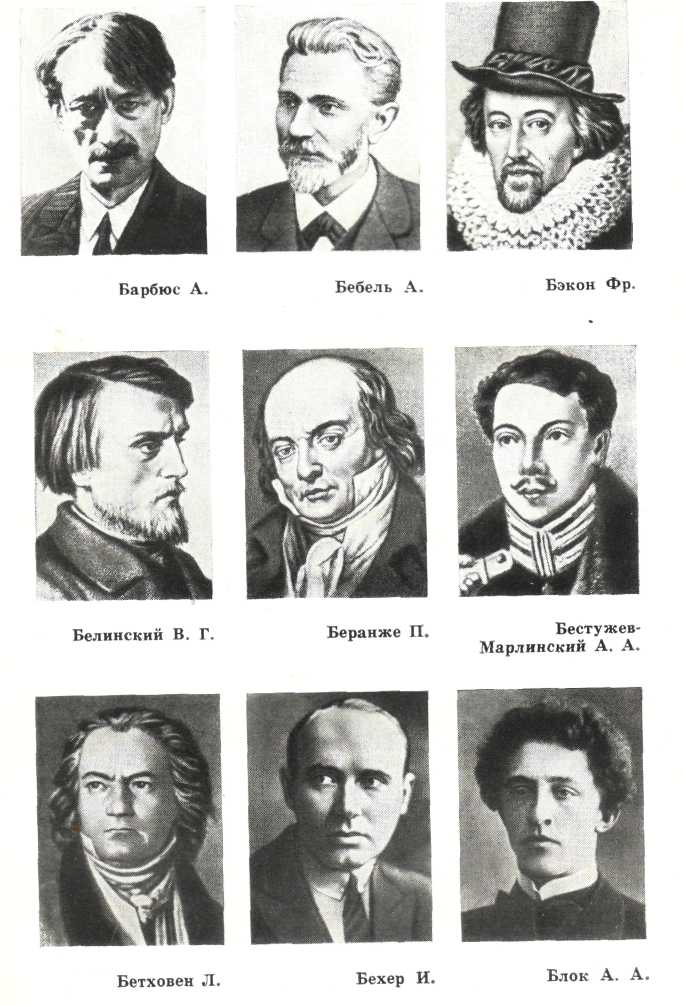 Барбюс А.
Бебель А.
Бэкон Фр.
Белинский В. Г.
Беранже П.
Бестужев-
Марлинский А. А.
Бетховен Л.
Бехер И.
Блок А. А.